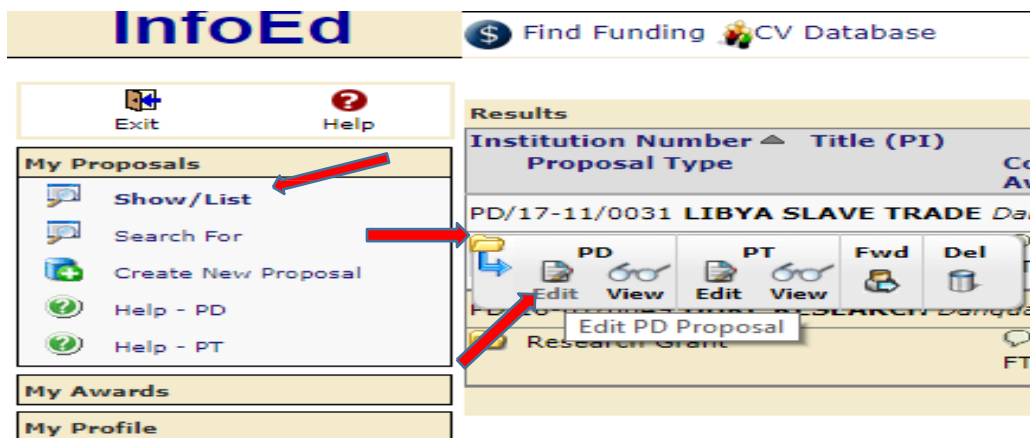 InfoEd
Find Funding CV Database
Exit Help
My Proposals
Show/List
Search For
Create New Proposal
Help - PD
Help - PT
My Awards
My Profile
Results
Institution Number Title (PI)
Proposal Type
PD/17-11/0031 LIBYA SLAVE TRADE
PD PT Fwd Del
Edit View Edit View
Edit PD Proposal
RESEARCH
Research Grant
FT